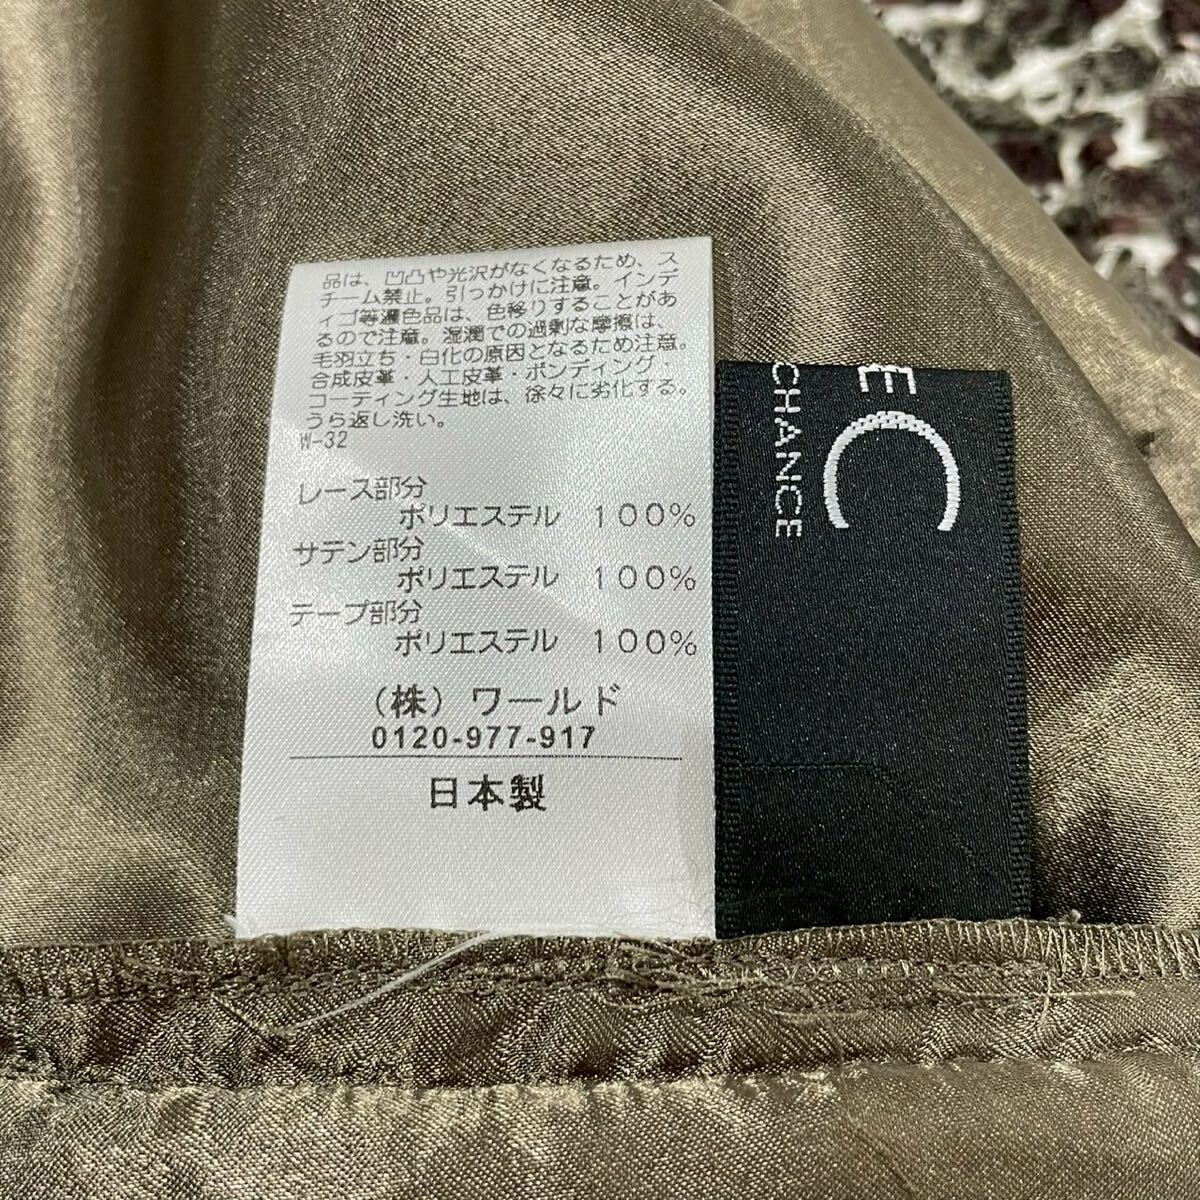 品は、凹凸や光沢がなくなるため、ス
チーム禁止。引っかけに注意。インデ
ィゴ等濃色品は、色移りすることがあ
るので注意。湿潤での過剰な摩擦は、
毛羽立ち・白化の原因となるため注意。
合成皮革・人工皮革・ボンディング・
コーティング生地は、徐々に劣化する。
うら返し洗い。
W-32
レース部分
ポリエステル 100%
サテン部分
ポリエステル 100%
テープ部分
ポリエステル 100%
(株) ワールド
0120-977-917
日本製
E C
CHANCE